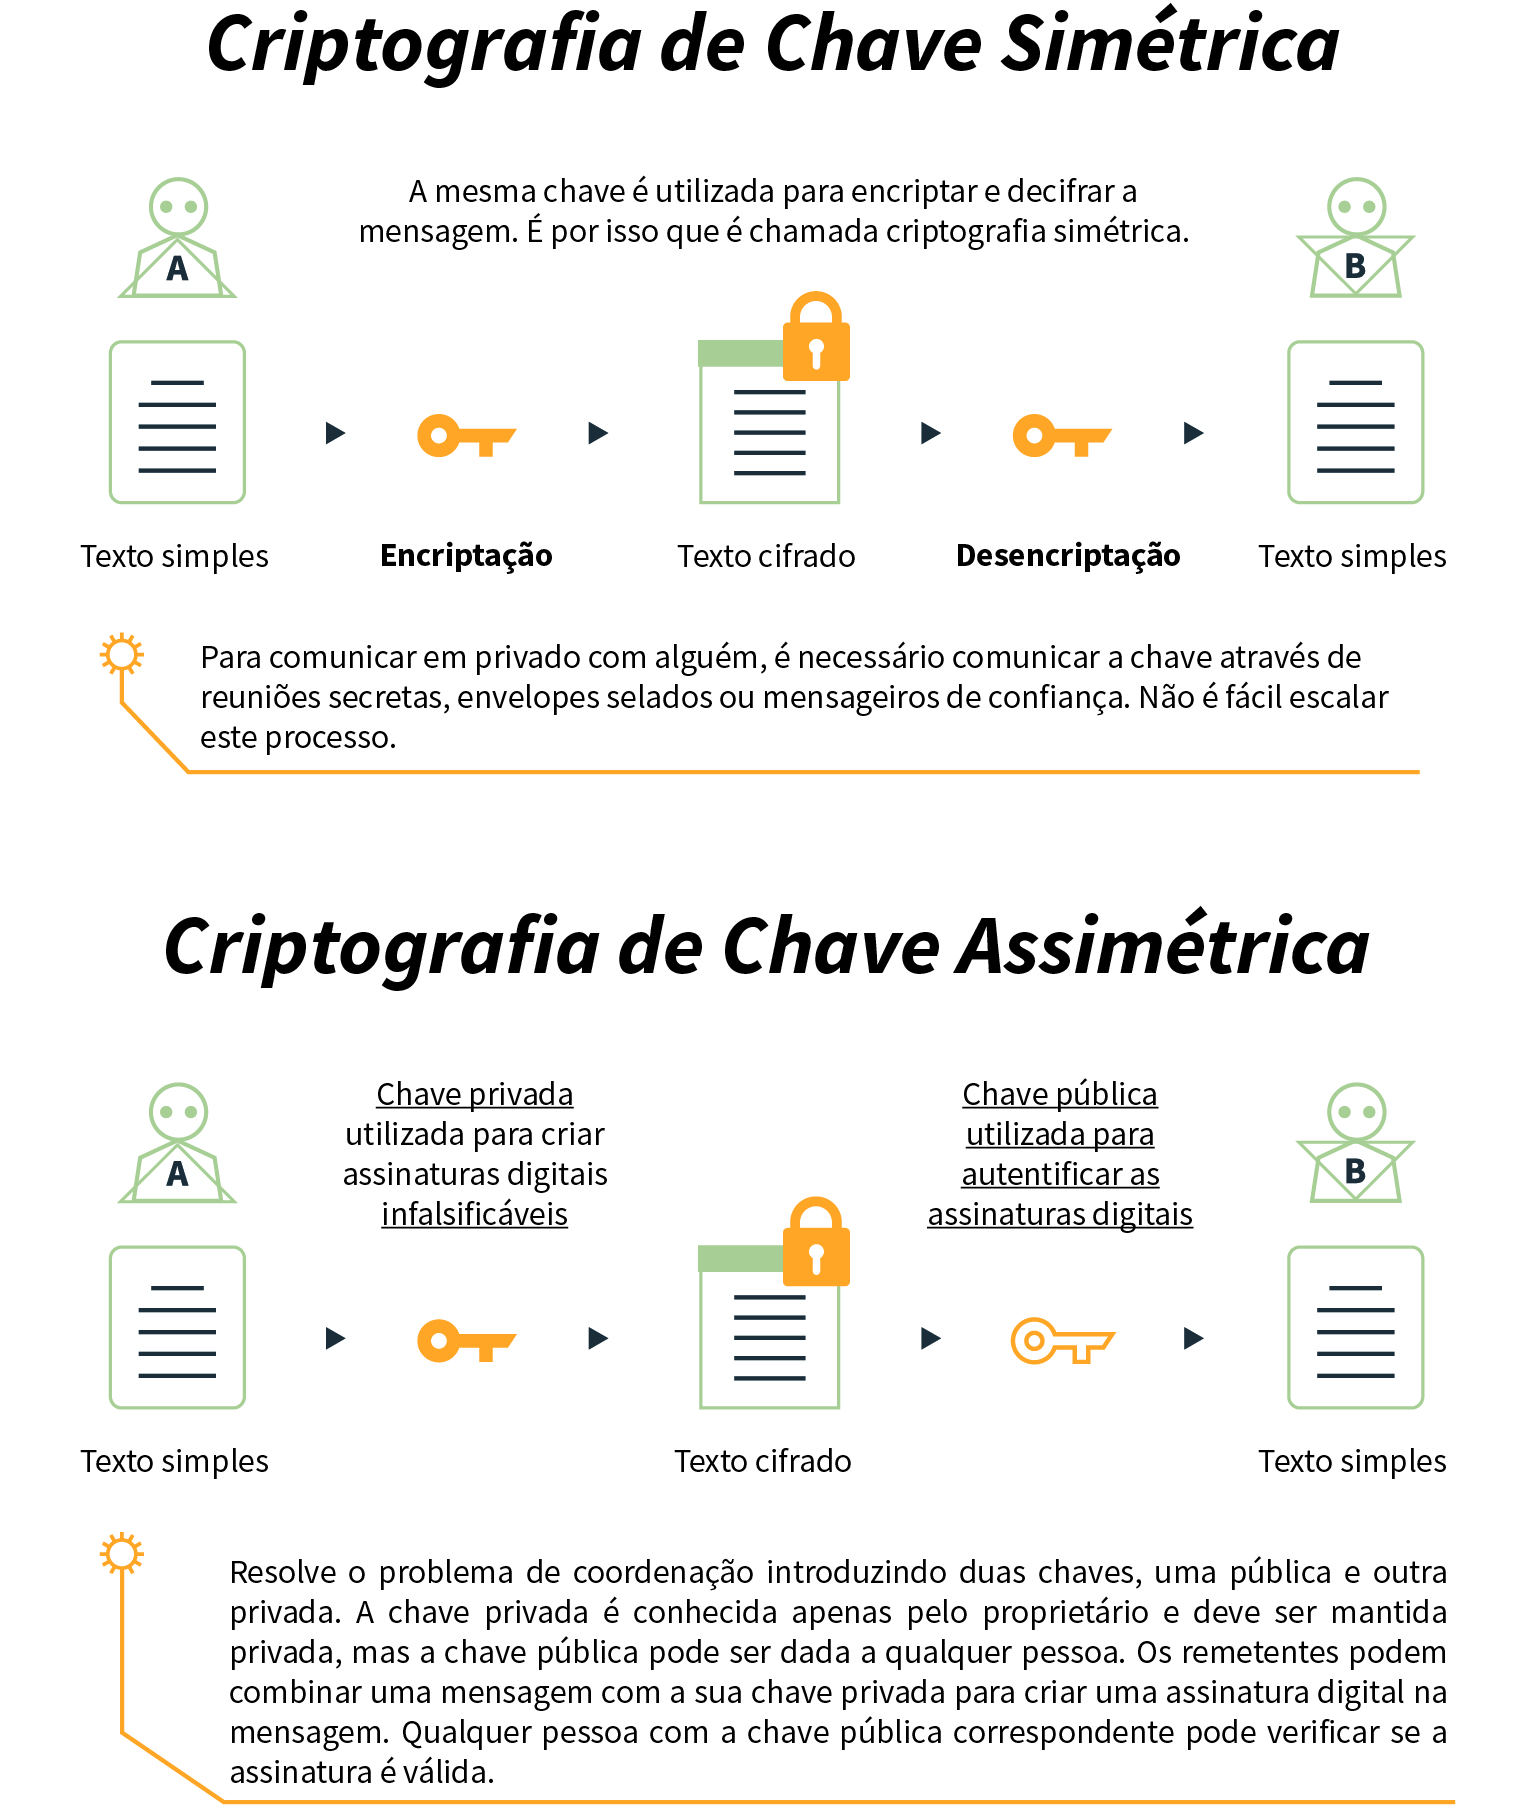 Criptografia de Chave Simétrica
A mesma chave é utilizada para encriptar e decifrar a
mensagem. É por isso que é chamada criptografia simétrica.
A
B
Texto simples
Encriptação
Texto cifrado
Desencriptação
Texto simples
Para comunicar em privado com alguém, é necessário comunicar a chave através de
reuniões secretas, envelopes selados ou mensageiros de confiança. Não é fácil escalar
este processo.
Criptografia de Chave Assimétrica
Chave privada
utilizada para criar
assinaturas digitais
infalsificáveis
Chave pública
utilizada para
autentificar as
assinaturas digitais
A
B
Texto simples
Texto cifrado
Texto simples
Resolve o problema de coordenação introduzindo duas chaves, uma pública e outra
privada. A chave privada é conhecida apenas pelo proprietário e deve ser mantida
privada, mas a chave pública pode ser dada a qualquer pessoa. Os remetentes podem
combinar uma mensagem com a sua chave privada para criar uma assinatura digital na
mensagem. Qualquer pessoa com a chave pública correspondente pode verificar se a
assinatura é válida.